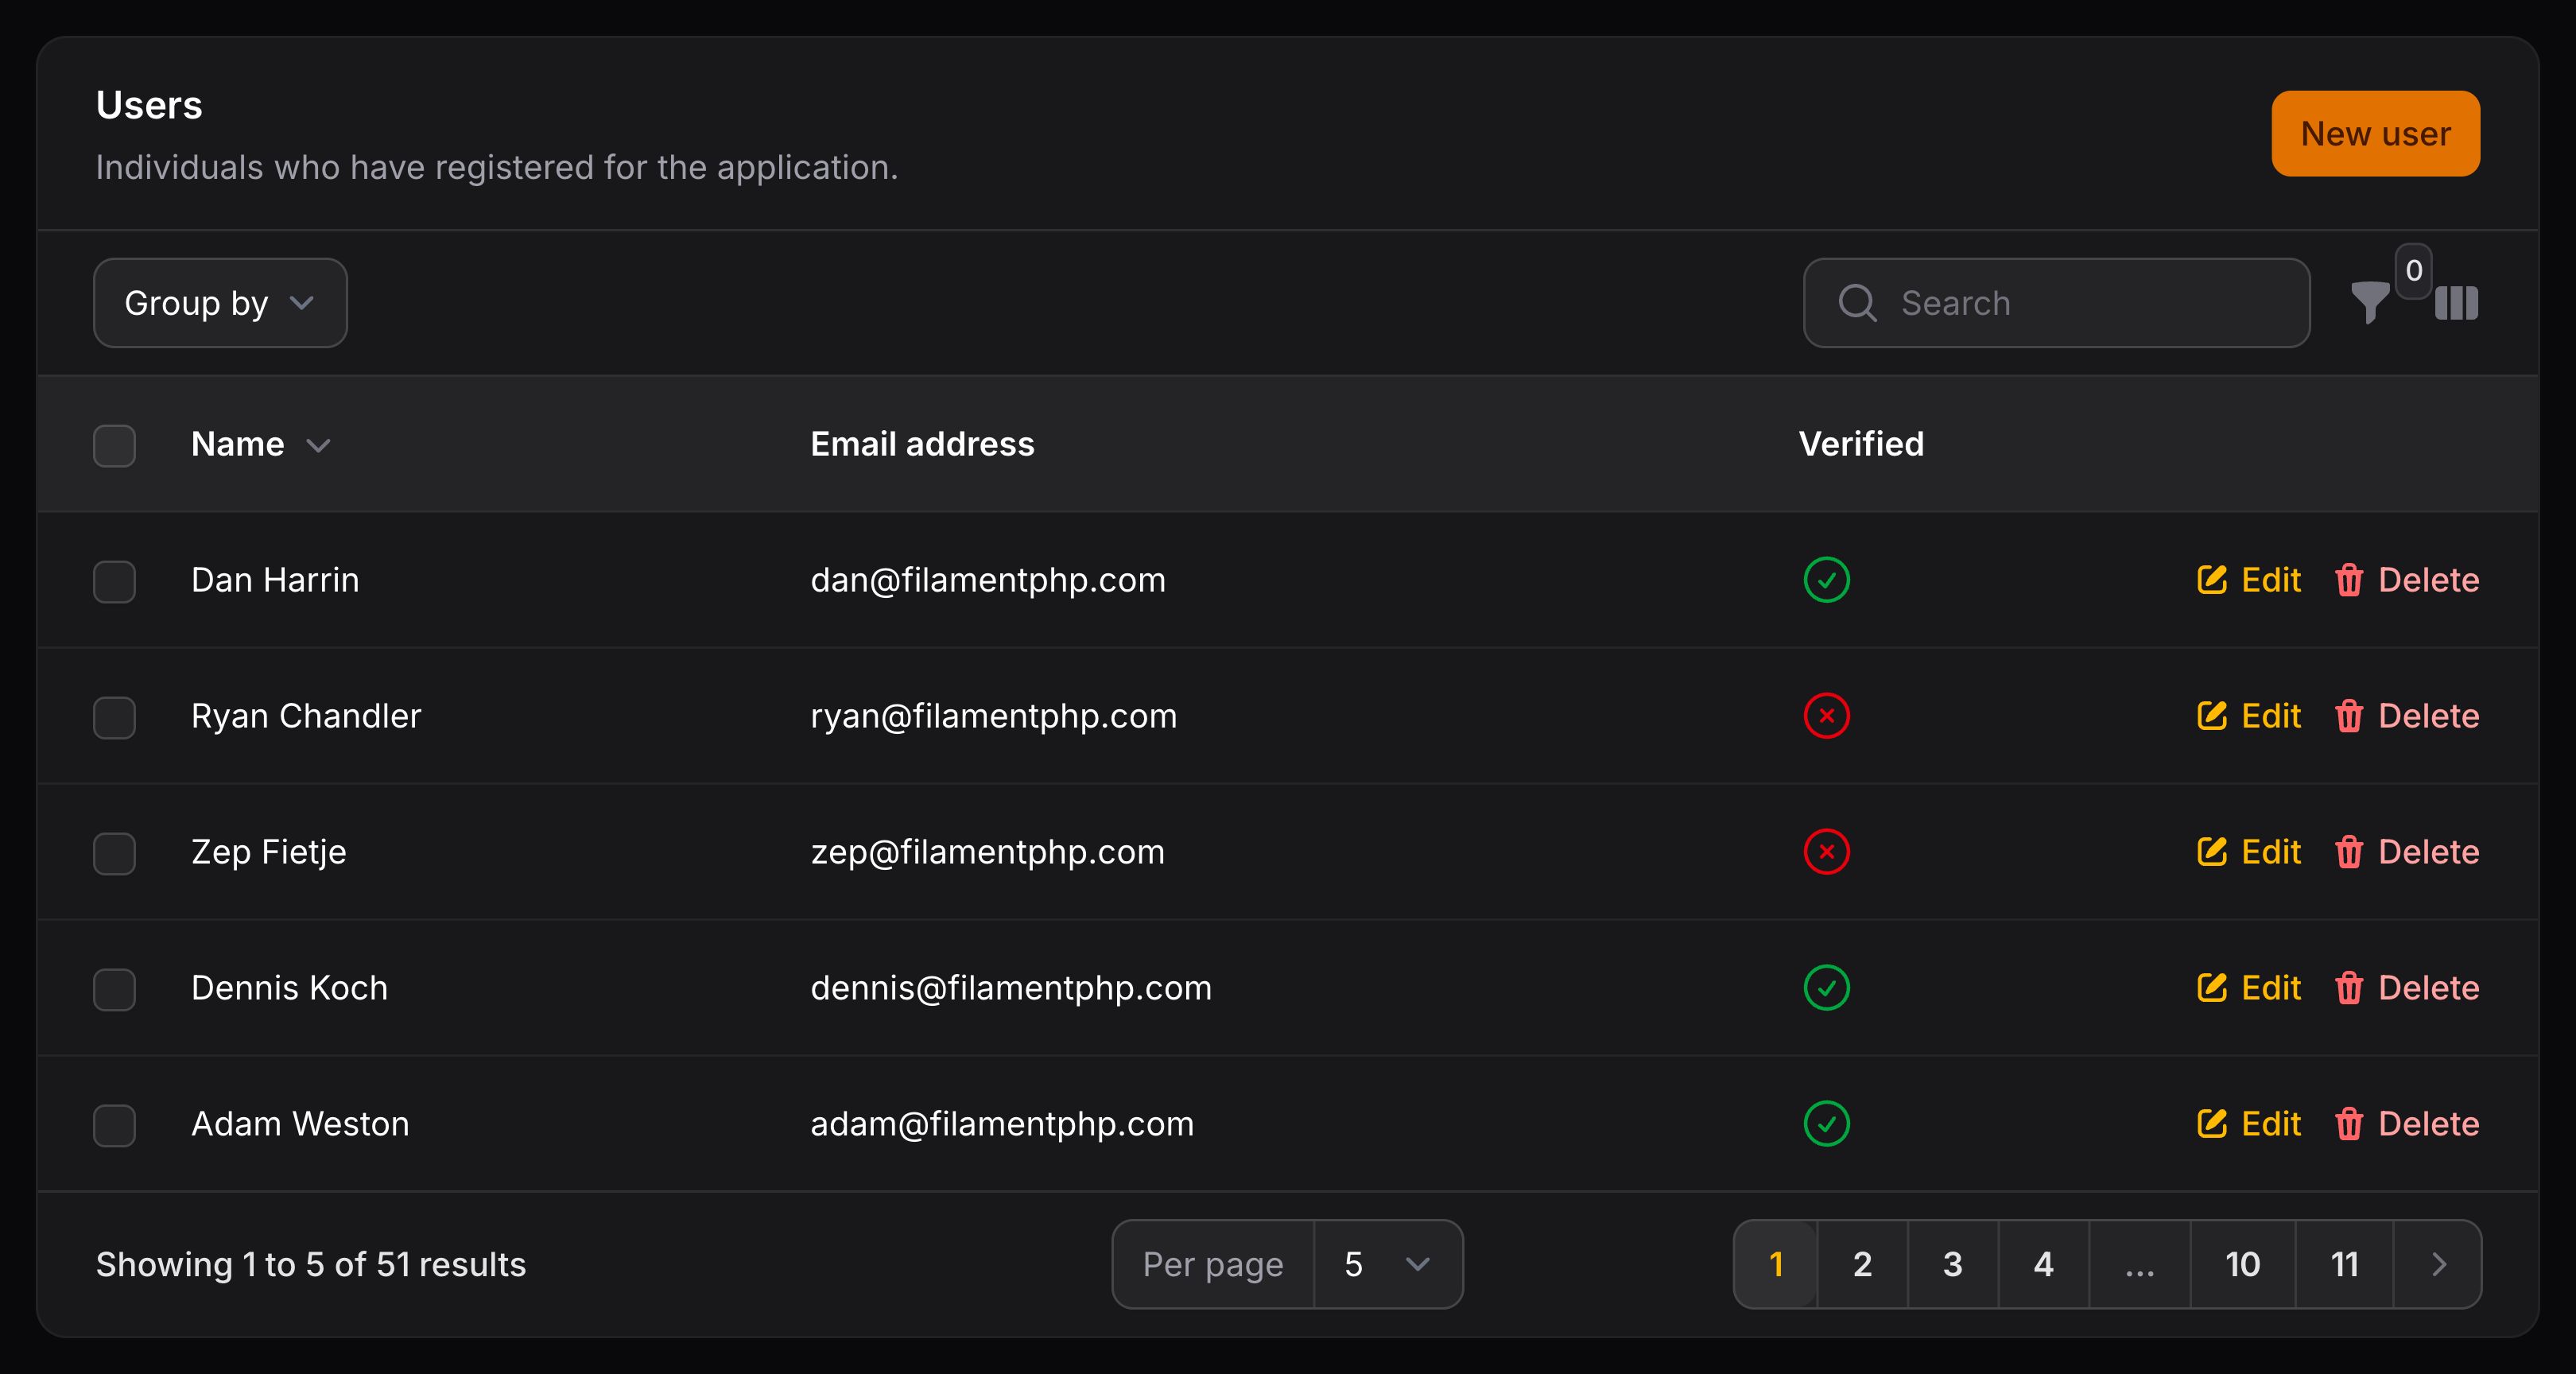 Users
Individuals who have registered for the application.
New user
Group by
Search
0
Name Email address Verified
Dan Harrin dan@filamentphp.com Edit Delete
Ryan Chandler ryan@filamentphp.com Edit Delete
Zep Fietje zep@filamentphp.com Edit Delete
Dennis Koch dennis@filamentphp.com Edit Delete
Adam Weston adam@filamentphp.com Edit Delete
Showing 1 to 5 of 51 results Per page 5 1 2 3 4 ... 10 11